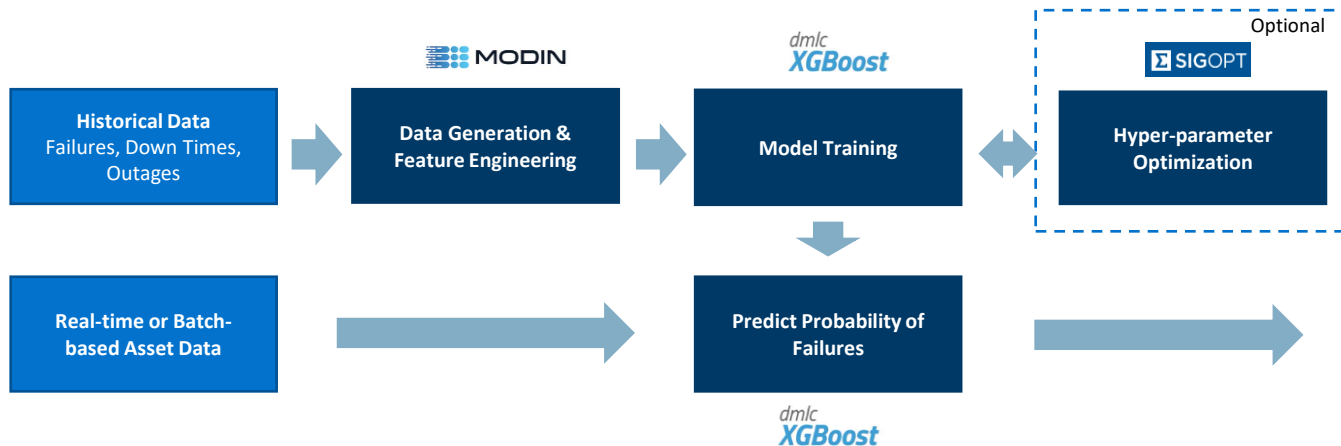 Optional
MODIN
dmlc
XGBoost
Σ SIGOPT
Historical Data
Failures, Down Times,
Outages
Data Generation &
Feature Engineering
Model Training
Hyper-parameter
Optimization
Real-time or Batch-
based Asset Data
Predict Probability of
Failures
dmlc
XGBoost